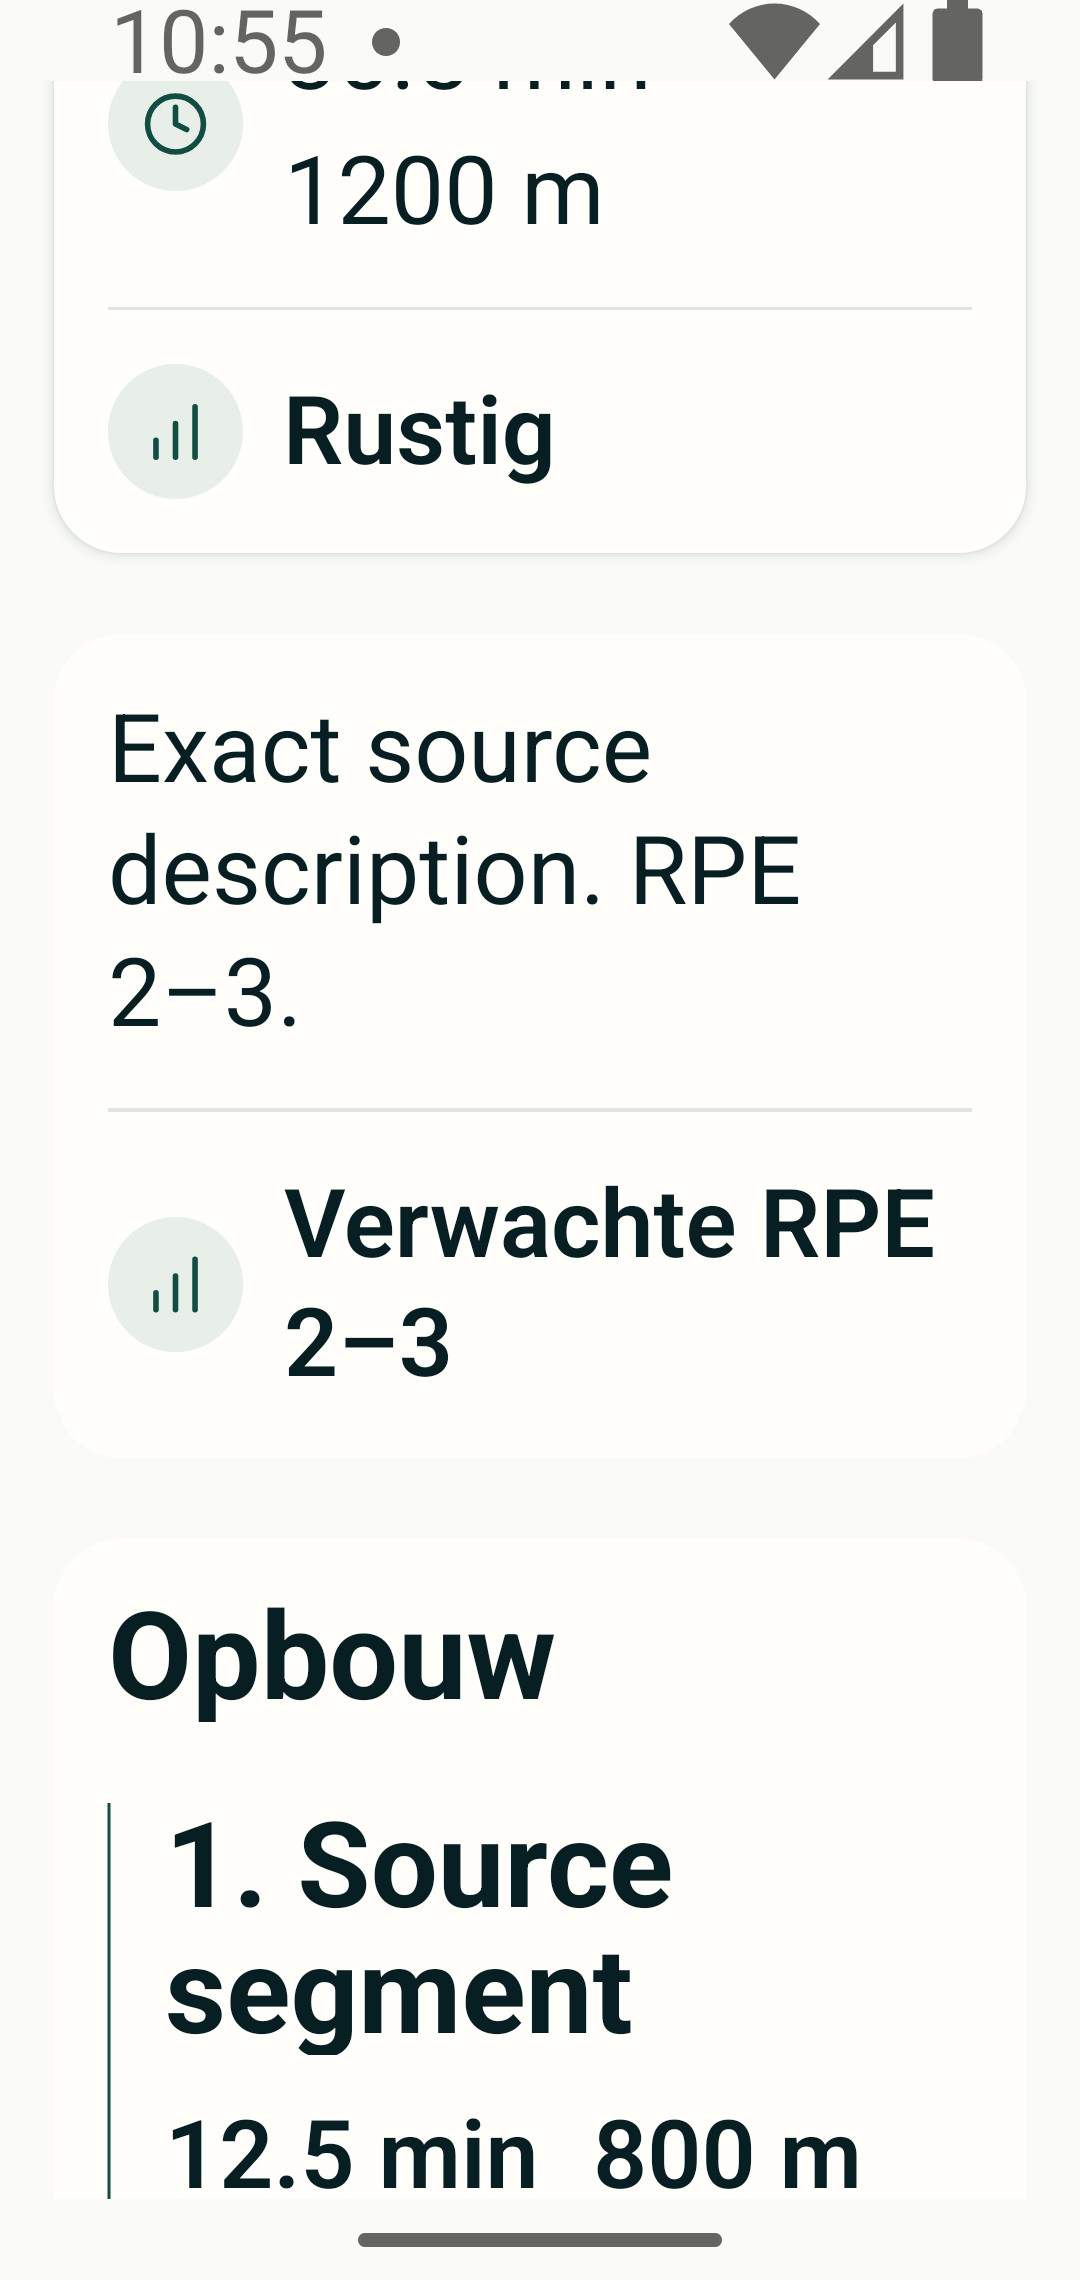 10:55
min
1200 m
Rustig
Exact source
description. RPE
2–3.
Verwachte RPE
2–3
Opbouw
1. Source
segment
12.5 min 800 m